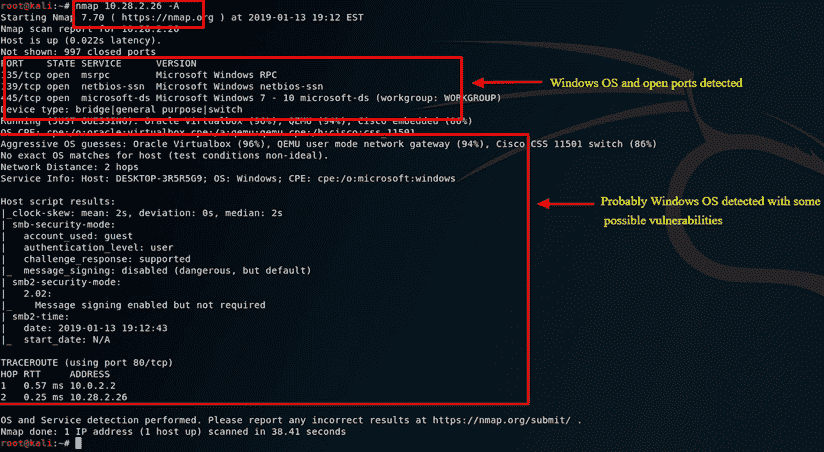 root@kali:~# nmap 10.28.2.26 -A
Starting Nmap 7.70 ( https://nmap.org ) at 2019-01-13 19:12 EST
Nmap scan report for 10.28.2.26
Host is up (0.022s latency).
Not shown: 997 closed ports
PORT STATE SERVICE VERSION
135/tcp open msrpc Microsoft Windows RPC
139/tcp open netbios-ssn Microsoft Windows netbios-ssn
445/tcp open microsoft-ds Microsoft Windows 7 - 10 microsoft-ds (workgroup: WORKGROUP)
Windows OS and open ports detected
Device type: bridge|general purpose|switch
Running (JUST GUESSING): Oracle Virtualbox (96%), QEMU (94%), Cisco embedded (86%)
OS CPE: cpe:/o:oracle:virtualbox cpe:/a:qemu:qemu cpe:/h:cisco:css_11501
Aggressive OS guesses: Oracle Virtualbox (96%), QEMU user mode network gateway (94%), Cisco CSS 11501 switch (86%)
No exact OS matches for host (test conditions non-ideal).
Network Distance: 2 hops
Service Info: Host: DESKTOP-3R5R5G9; OS: Windows; CPE: cpe:/o:microsoft:windows
Probably Windows OS detected with some
possible vulnerabilities
Host script results:
|_clock-skew: mean: 2s, deviation: 0s, median: 2s
| smb-security-mode:
| account_used: guest
| authentication_level: user
| challenge_response: supported
|_ message_signing: disabled (dangerous, but default)
| smb2-security-mode:
| 2.02:
|_ Message signing enabled but not required
| smb2-time:
| date: 2019-01-13 19:12:43
|_ start_date: N/A
TRACEROUTE (using port 80/tcp)
HOP RTT ADDRESS
1 0.57 ms 10.0.2.2
2 0.25 ms 10.28.2.26
OS and Service detection performed. Please report any incorrect results at https://nmap.org/submit/ .
Nmap done: 1 IP address (1 host up) scanned in 38.41 seconds
root@kali:~#